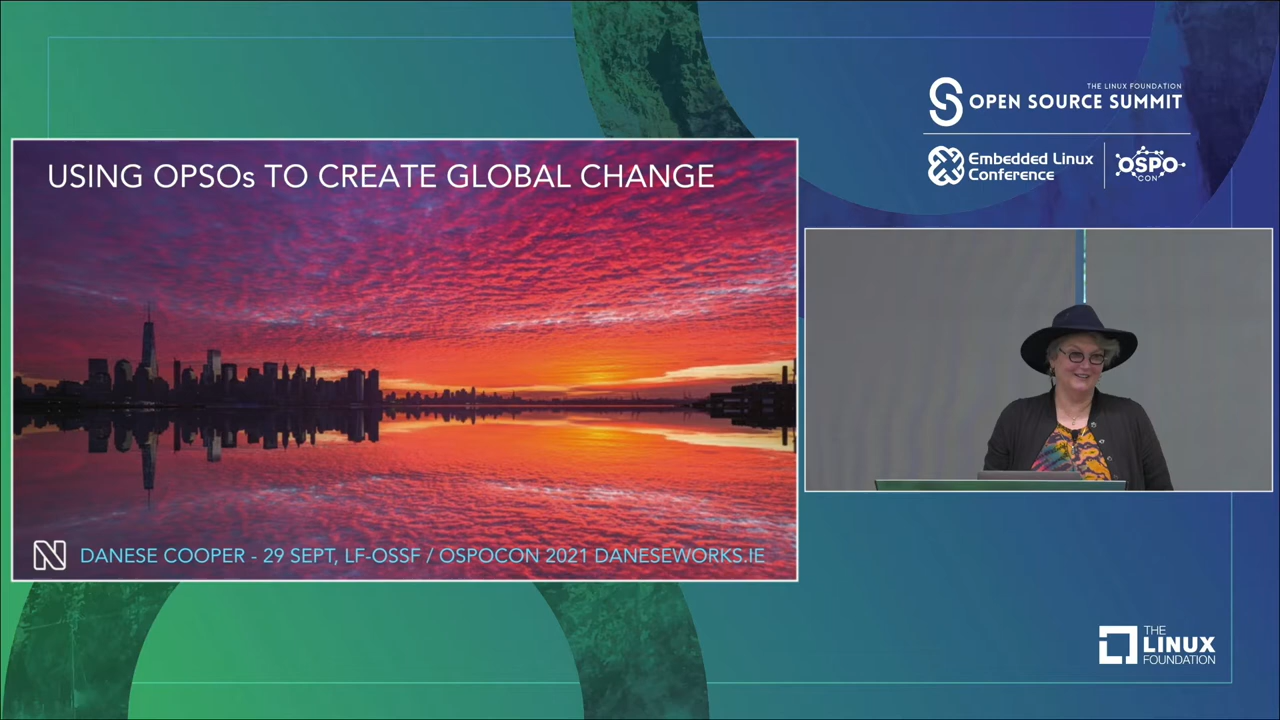 USING OPSOs TO CREATE GLOBAL CHANGE
DANESE COOPER - 29 SEPT, LF-OSSF / OSPOCON 2021 DANESEWORKS.IE
THE LINUX FOUNDATION
OPEN SOURCE SUMMIT
Embedded Linux
Conference
OSPO
CON
THE
LINUX
FOUNDATION